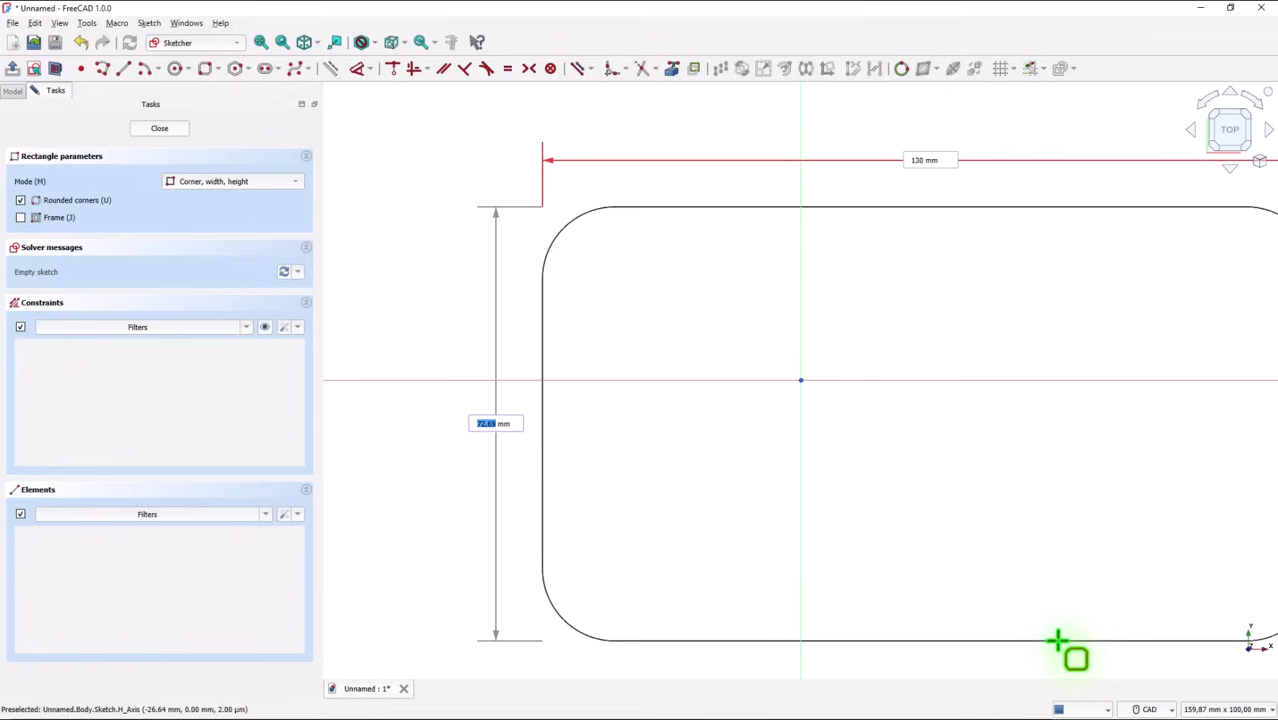 * Unnamed - FreeCAD 1.0.0
File Edit View Tools Macro Sketch Windows Help
Sketcher
Model Tasks
Tasks
Close
Rectangle parameters
Mode (M) Corner, width, height
Rounded corners (U)
Frame (J)
Solver messages
Empty sketch
Constraints
Filters
Elements
Filters
TOP
130 mm
72.69 mm
Y
X
Z
Unnamed : 1*
Preselected: Unnamed.Body.Sketch.H_Axis (-26.64 mm, 0.00 mm, 2.00 µm)
CAD
159,87 mm x 100,00 mm